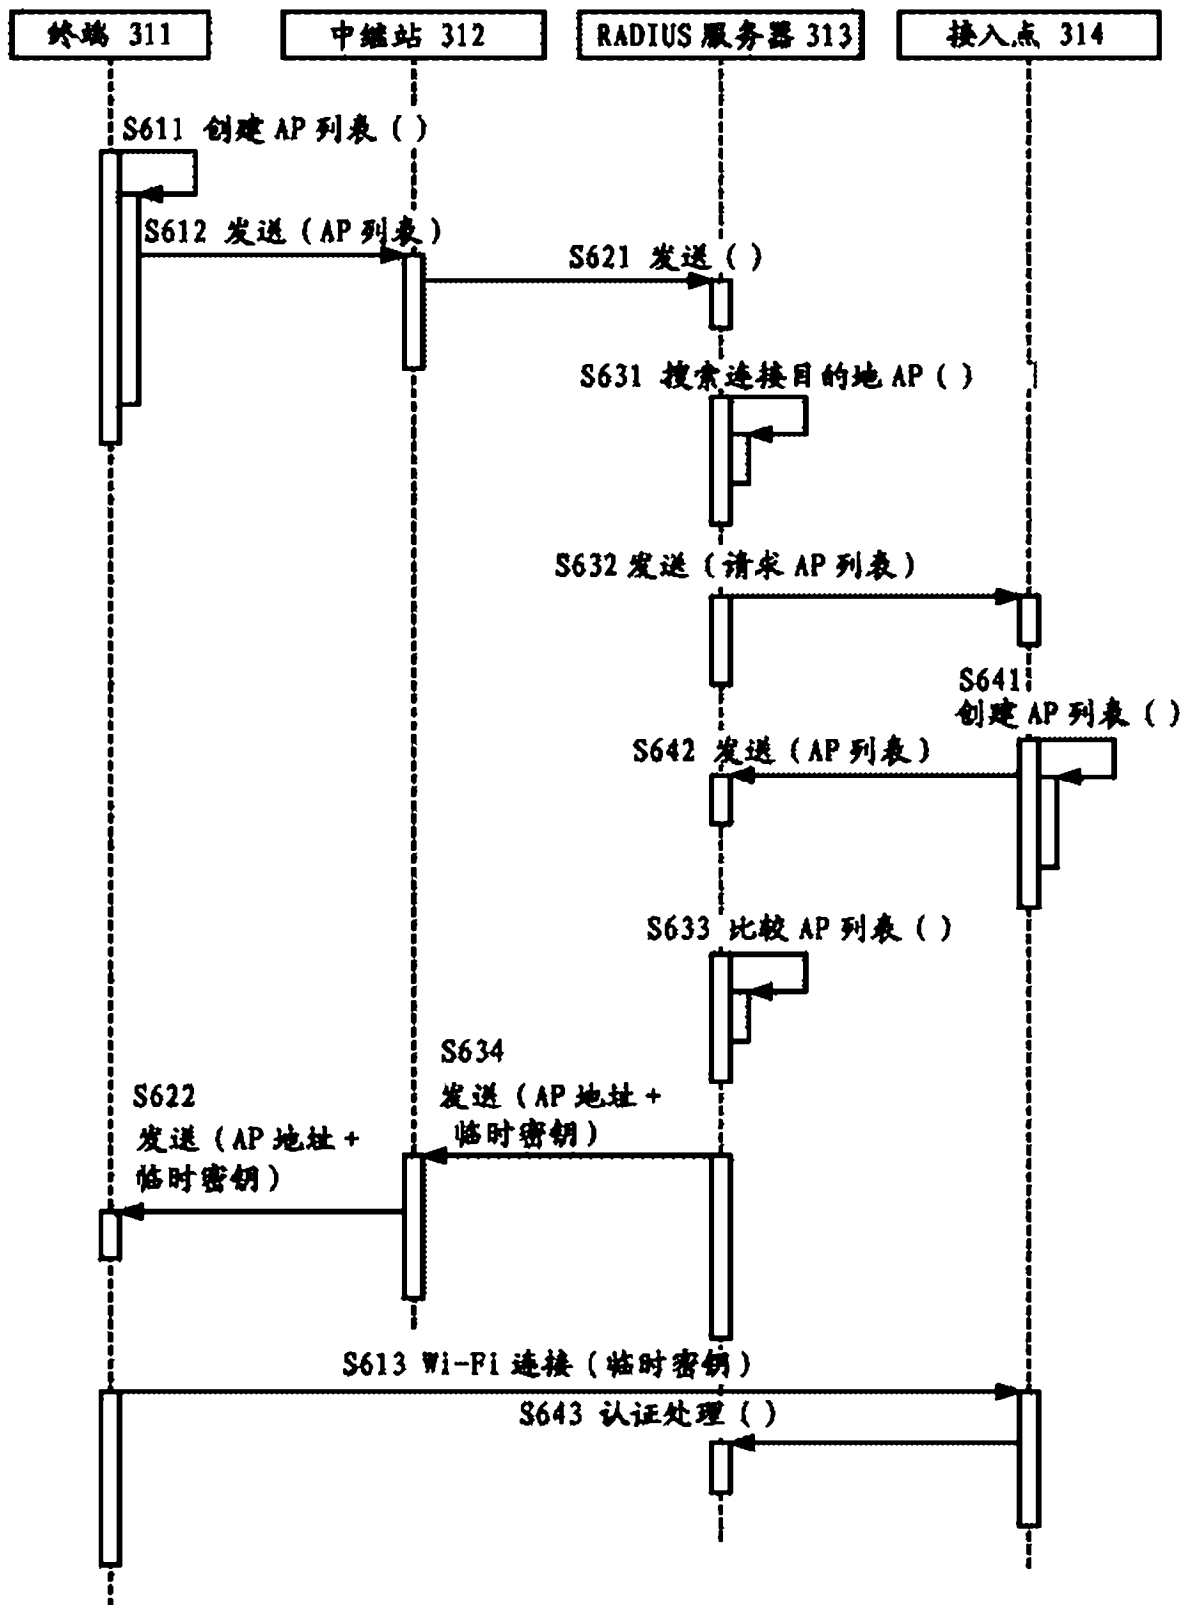 终端 311
中继站 312
RADIUS 服务器 313
接入点 314
S611 创建 AP 列表 ( )
S612 发送 (AP 列表)
S621 发送 ( )
S631 搜索连接目的地 AP ( )
S632 发送 (请求 AP 列表)
S641
创建 AP 列表 ( )
S642 发送 (AP 列表)
S633 比较 AP 列表 ( )
S634
发送 (AP 地址 +
临时密钥)
S622
发送 (AP 地址 +
临时密钥)
S613 Wi-Fi 连接 (临时密钥)
S643 认证处理 ( )